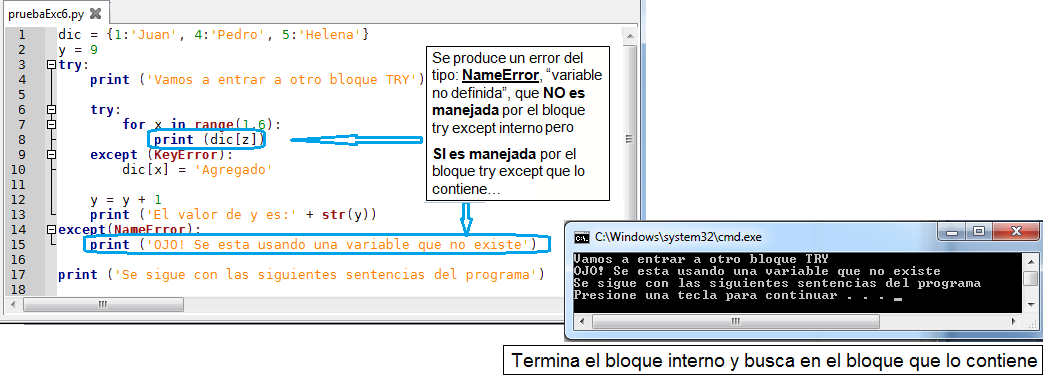 pruebaExc6.py
1 dic = {1:'Juan', 4:'Pedro', 5:'Helena'}
2 y = 9
3 try:
4     print ('Vamos a entrar a otro bloque TRY')
5
6     try:
7         for x in range(1,6):
8             print (dic[z])
9     except (KeyError):
10         dic[x] = 'Agregado'
11
12     y = y + 1
13     print ('El valor de y es:' + str(y))
14 except(NameError):
15     print ('OJO! Se esta usando una variable que no existe')
16
17 print ('Se sigue con las siguientes sentencias del programa')
18
Se produce un error del
tipo: NameError, “variable
no definida”, que NO es
manejada por el bloque
try except interno pero
SI es manejada por el
bloque try except que lo
contiene…
C:\Windows\system32\cmd.exe
Vamos a entrar a otro bloque TRY
OJO! Se esta usando una variable que no existe
Se sigue con las siguientes sentencias del programa
Presione una tecla para continuar . . . _
Termina el bloque interno y busca en el bloque que lo contiene